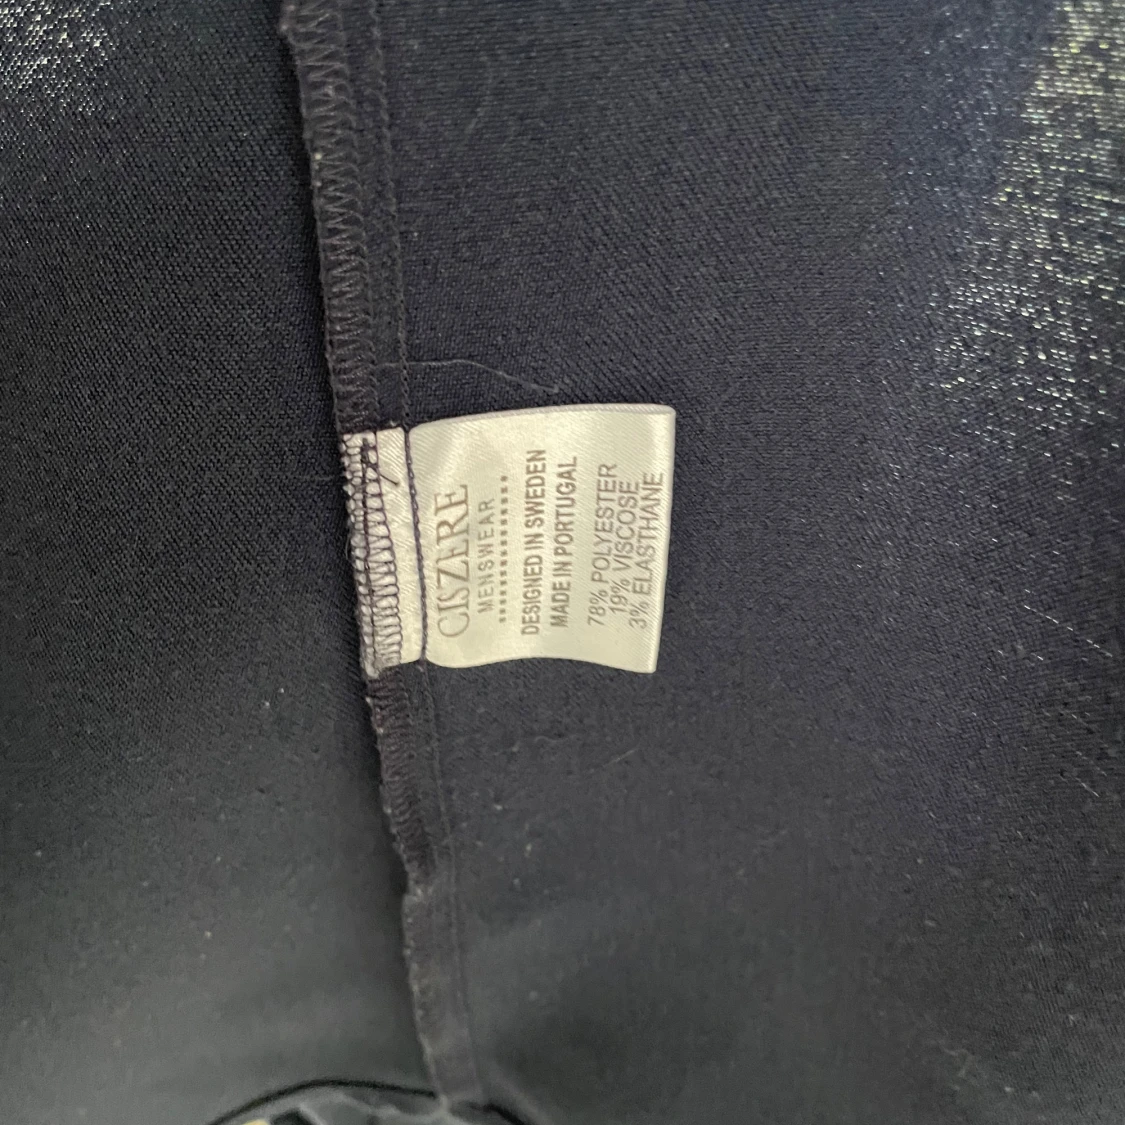 CISZERE
MENSWEAR
DESIGNED IN SWEDEN
MADE IN PORTUGAL
78% POLYESTER
19% VISCOSE
3% ELASTHANE